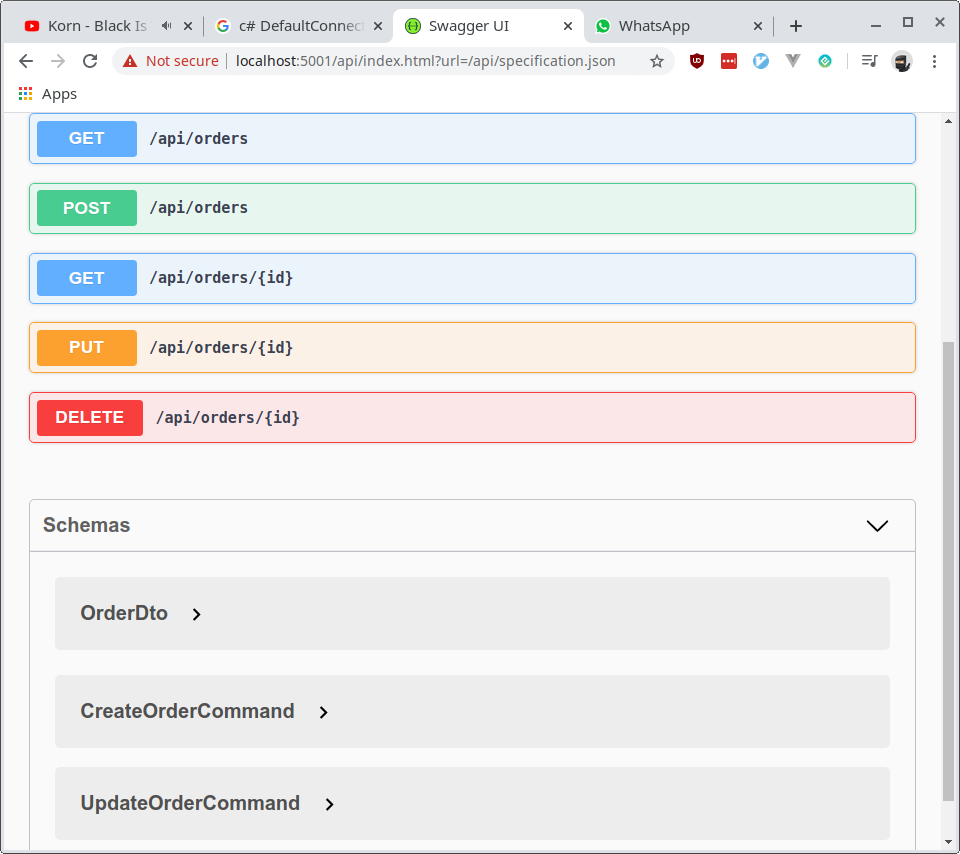 Korn - Black Is
c# DefaultConnect
Swagger UI
WhatsApp
Not secure
localhost:5001/api/index.html?url=/api/specification.json
Apps
GET /api/orders
POST /api/orders
GET /api/orders/{id}
PUT /api/orders/{id}
DELETE /api/orders/{id}
Schemas
OrderDto
CreateOrderCommand
UpdateOrderCommand